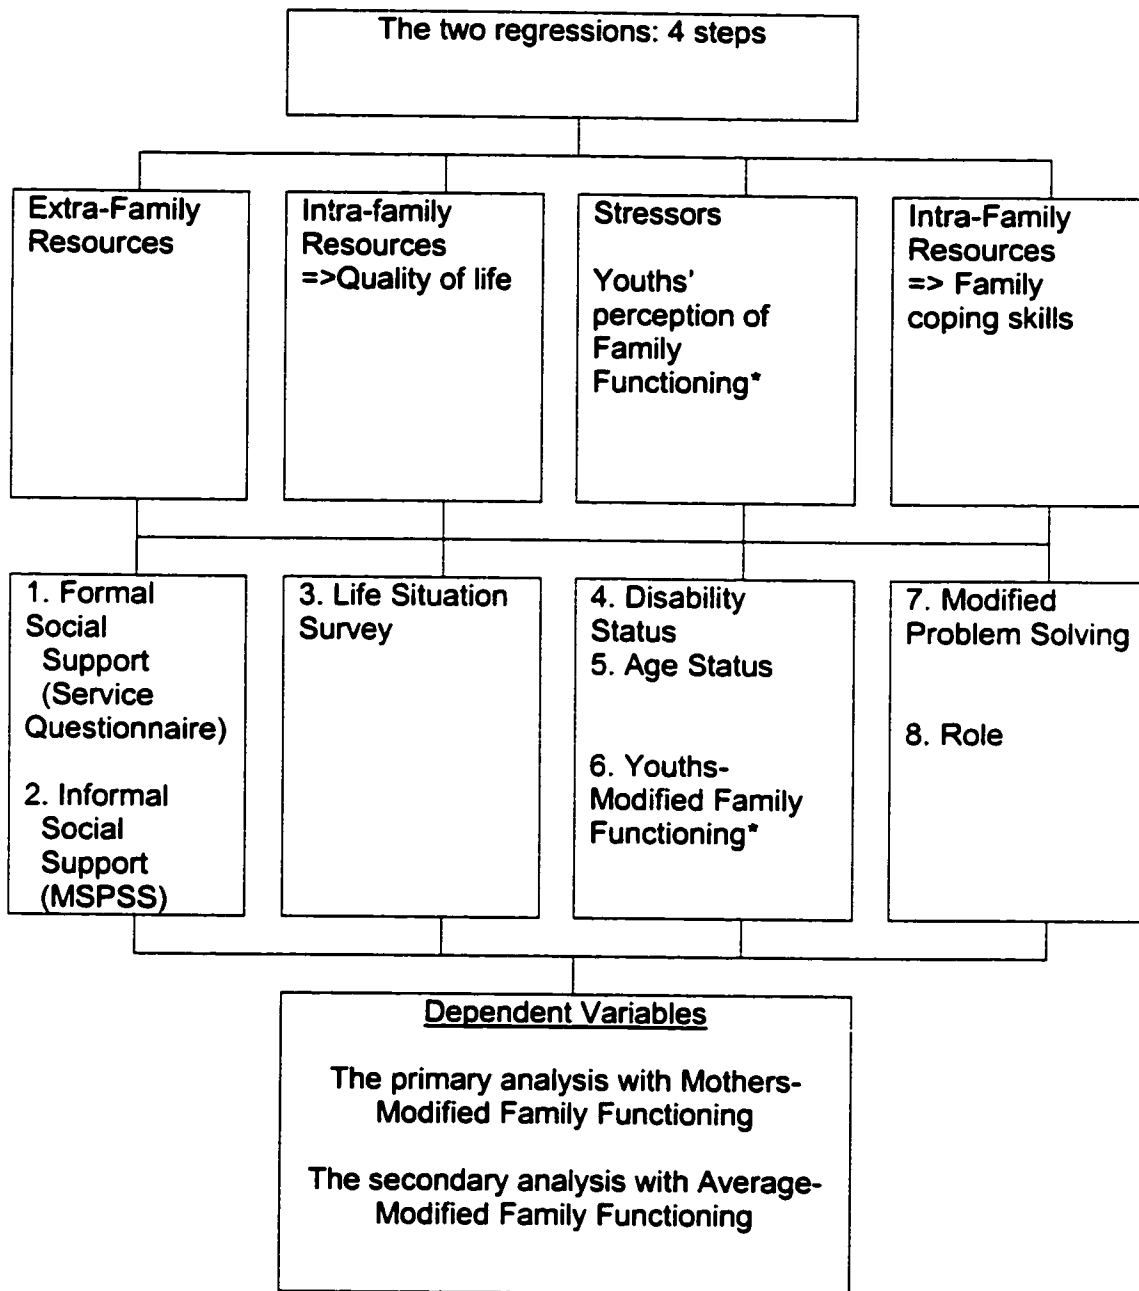 The two regressions: 4 steps
Extra-Family
Resources
Intra-family
Resources
=>Quality of life
Stressors
Youths'
perception of
Family
Functioning*
Intra-Family
Resources
=> Family
coping skills
1. Formal
Social
Support
(Service
Questionnaire)
2. Informal
Social
Support
(MSPSS)
3. Life Situation
Survey
4. Disability
Status
5. Age Status
6. Youths-
Modified Family
Functioning*
7. Modified
Problem Solving
8. Role
Dependent Variables
The primary analysis with Mothers-
Modified Family Functioning
The secondary analysis with Average-
Modified Family Functioning